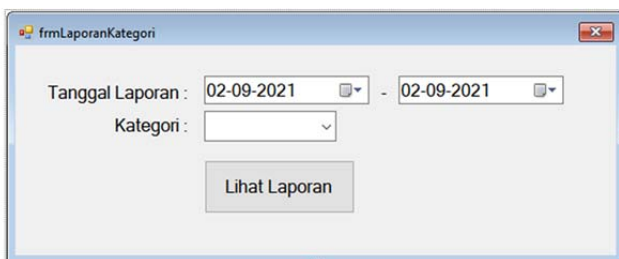 frmLaporanKategori
Tanggal Laporan : 02-09-2021 - 02-09-2021
Kategori :
Lihat Laporan